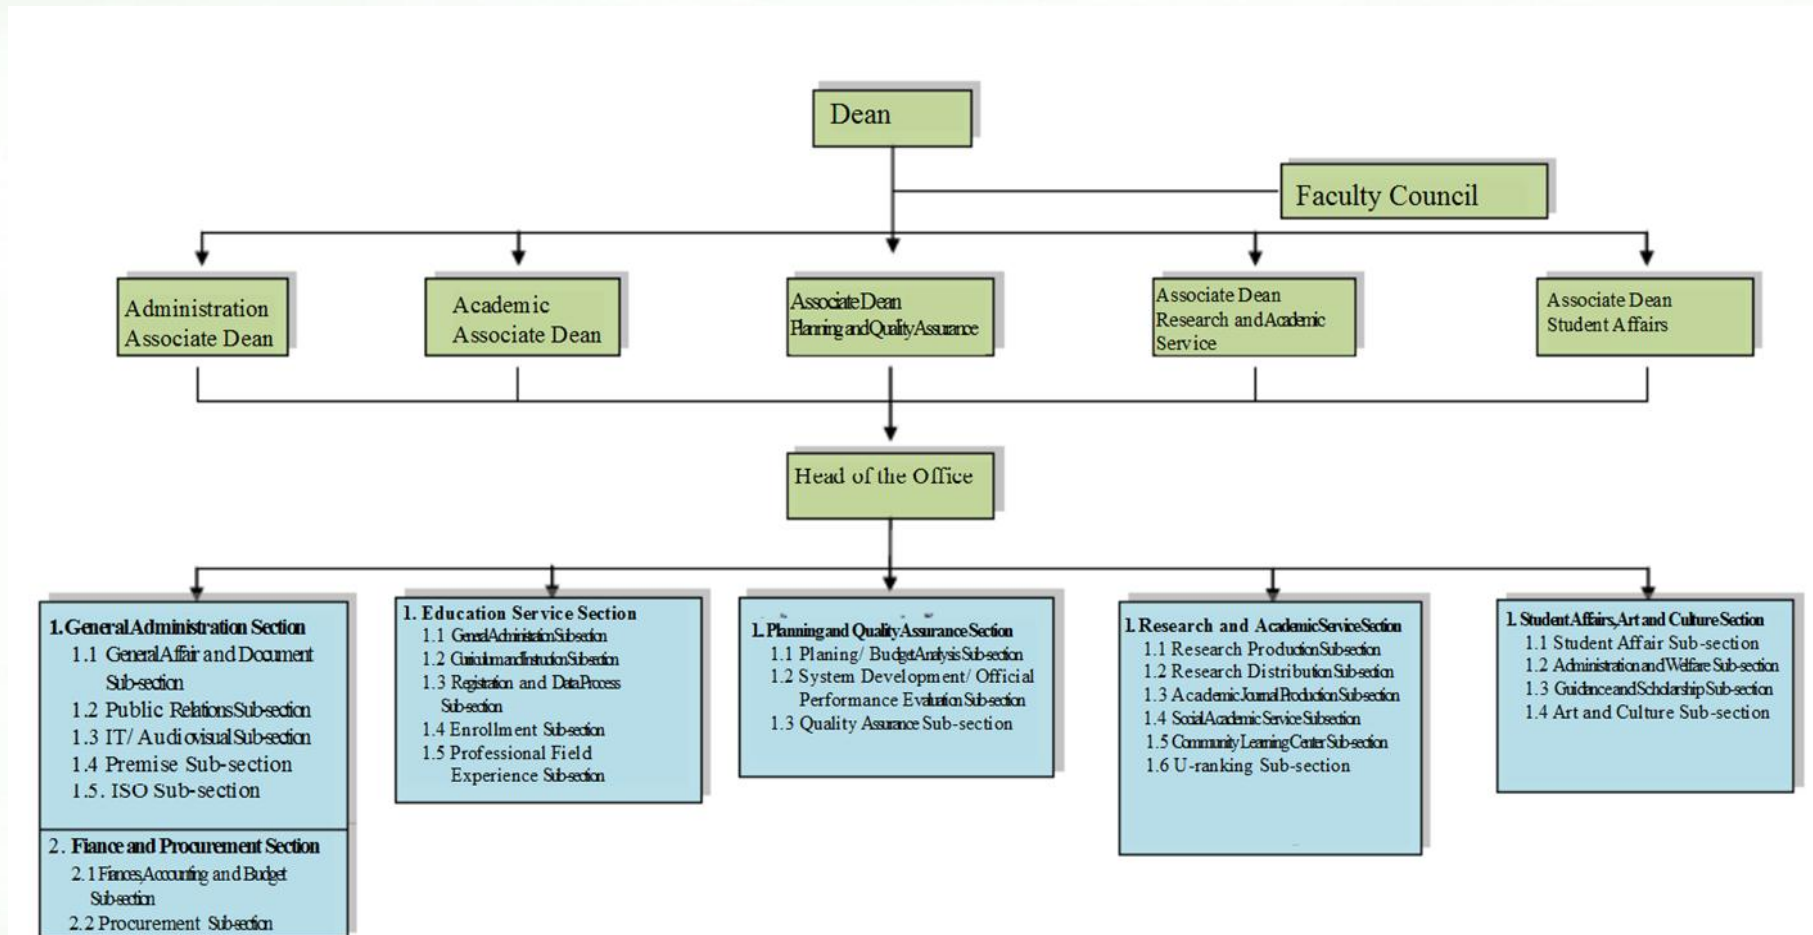 Dean
Faculty Council
Administration
Associate Dean
Academic
Associate Dean
Associate Dean
Planning and Quality Assurance
Associate Dean
Research and Academic
Service
Associate Dean
Student Affairs
Head of the Office
1. General Administration Section
1.1 General Affair and Document
Sub-section
1.2 Public Relations Sub-section
1.3 IT/ Audiovisual Sub-section
1.4 Premise Sub-section
1.5. ISO Sub-section
2. Fiance and Procurement Section
2.1 Finances, Accounting and Budget
Sub-section
2.2 Procurement Sub-section
1. Education Service Section
1.1 General Administration Sub-section
1.2 Curiculum and Instruction Sub-section
1.3 Registration and Data Process
Sub-section
1.4 Enrollment Sub-section
1.5 Professional Field
Experience Sub-section
1. Planning and Quality Assurance Section
1.1 Planing/ Budget Analysis Sub-section
1.2 System Development/ Official
Performance Evaluation Sub-section
1.3 Quality Assurance Sub-section
1. Research and Academic Service Section
1.1 Research Production Sub-section
1.2 Research Distribution Sub-section
1.3 Academic Journal Production Sub-section
1.4 Social Academic Service Subsection
1.5 Community Learning Center Sub-section
1.6 U-ranking Sub-section
1. Student Affairs, Art and Culture Section
1.1 Student Affair Sub-section
1.2 Administration and Welfare Sub-section
1.3 Guidance and Scholarship Sub-section
1.4 Art and Culture Sub-section